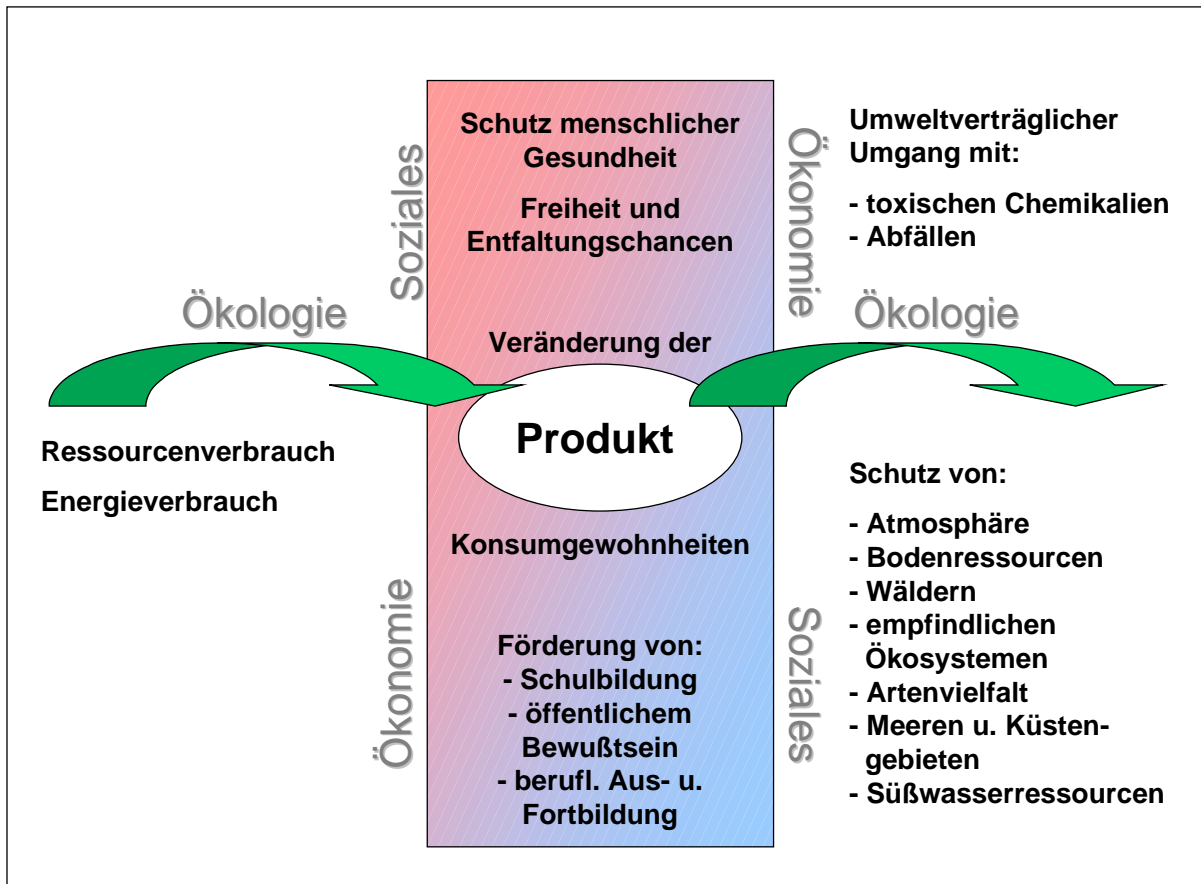 Ökologie
Ressourcenverbrauch
Energieverbrauch
Soziales
Ökonomie
Schutz menschlicher
Gesundheit
Freiheit und
Entfaltungschancen
Veränderung der
Produkt
Konsumgewohnheiten
Förderung von:
- Schulbildung
- öffentlichem
Bewußtsein
- berufl. Aus- u.
Fortbildung
Ökonomie
Soziales
Umweltverträglicher
Umgang mit:
- toxischen Chemikalien
- Abfällen
Ökologie
Schutz von:
- Atmosphäre
- Bodenressourcen
- Wäldern
- empfindlichen
Ökosystemen
- Artenvielfalt
- Meeren u. Küsten-
gebieten
- Süßwasserressourcen